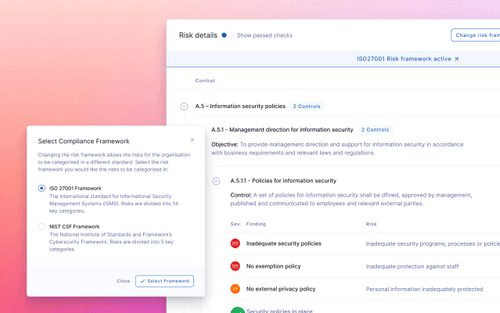 Risk details
Show passed checks
Change risk fram
ISO27001 Risk framework active ×
Control
A.5 – Information security policies
2 Controls
A.5.1 - Management direction for information security
2 Controls
Objective: To provide management direction and support for information security in accordance
with business requirements and relevant laws and regulations.
A.5.1.1 - Policies for information security
Control: A set of policies for information security shall be dfined, approved by management,
published and communicated to employees and relevant external parties.
Sev.
Finding
Risk
Inadequate security policies
Inadequate security programs, processes or policie
No exemption policy
Inadequate protection against staff
No external privacy policy
Personal information inadequately protected
Security policies in place
Select Compliance Framework
Changing the risk framework allows the risks for the organisation
to be categorised in a different standard. Select the risk
framework you would like the risks to be categorised in:
ISO 27001 Framework
The international standard for Informational Security
Management Systems (ISMS). Risks are divided into 14
key categories.
NIST CSF Framework
The National Institute of Standards and Framework's
Cybersecurity Framework. Risks are divided into 5 key
categories.
Close
Select Framework